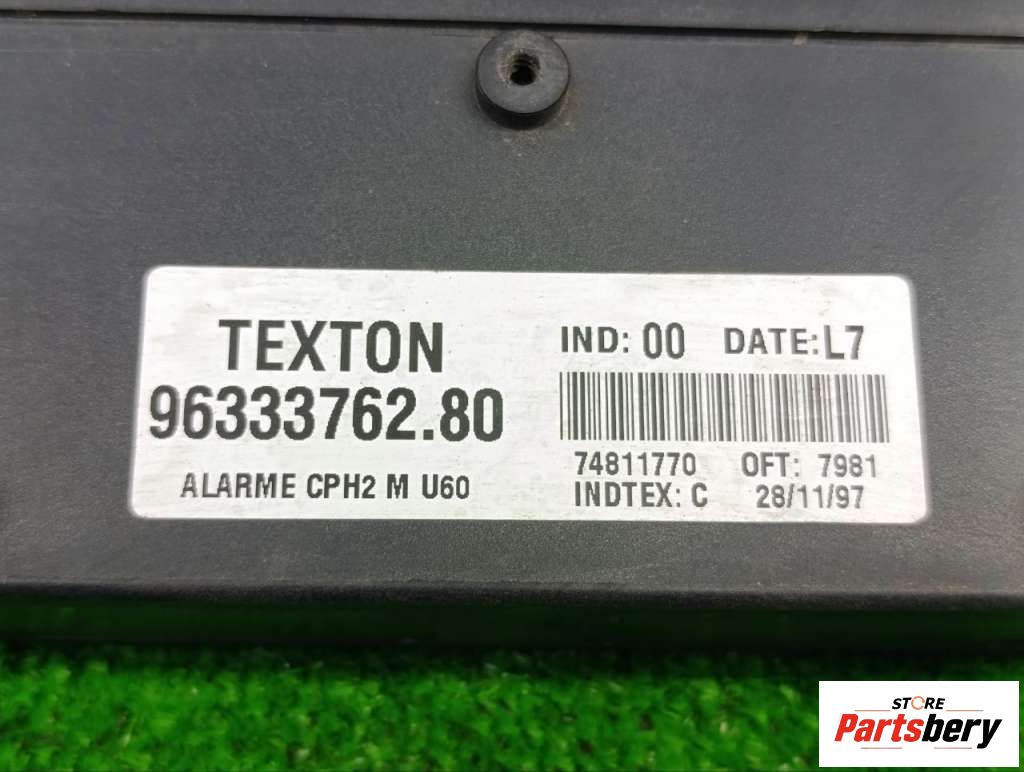 TEXTON
96333762.80
ALARME CPH2 M U60
IND: 00 DATE: L7
74811770 OFT: 7981
INDTEX: C 28/11/97
STORE
Partsbery